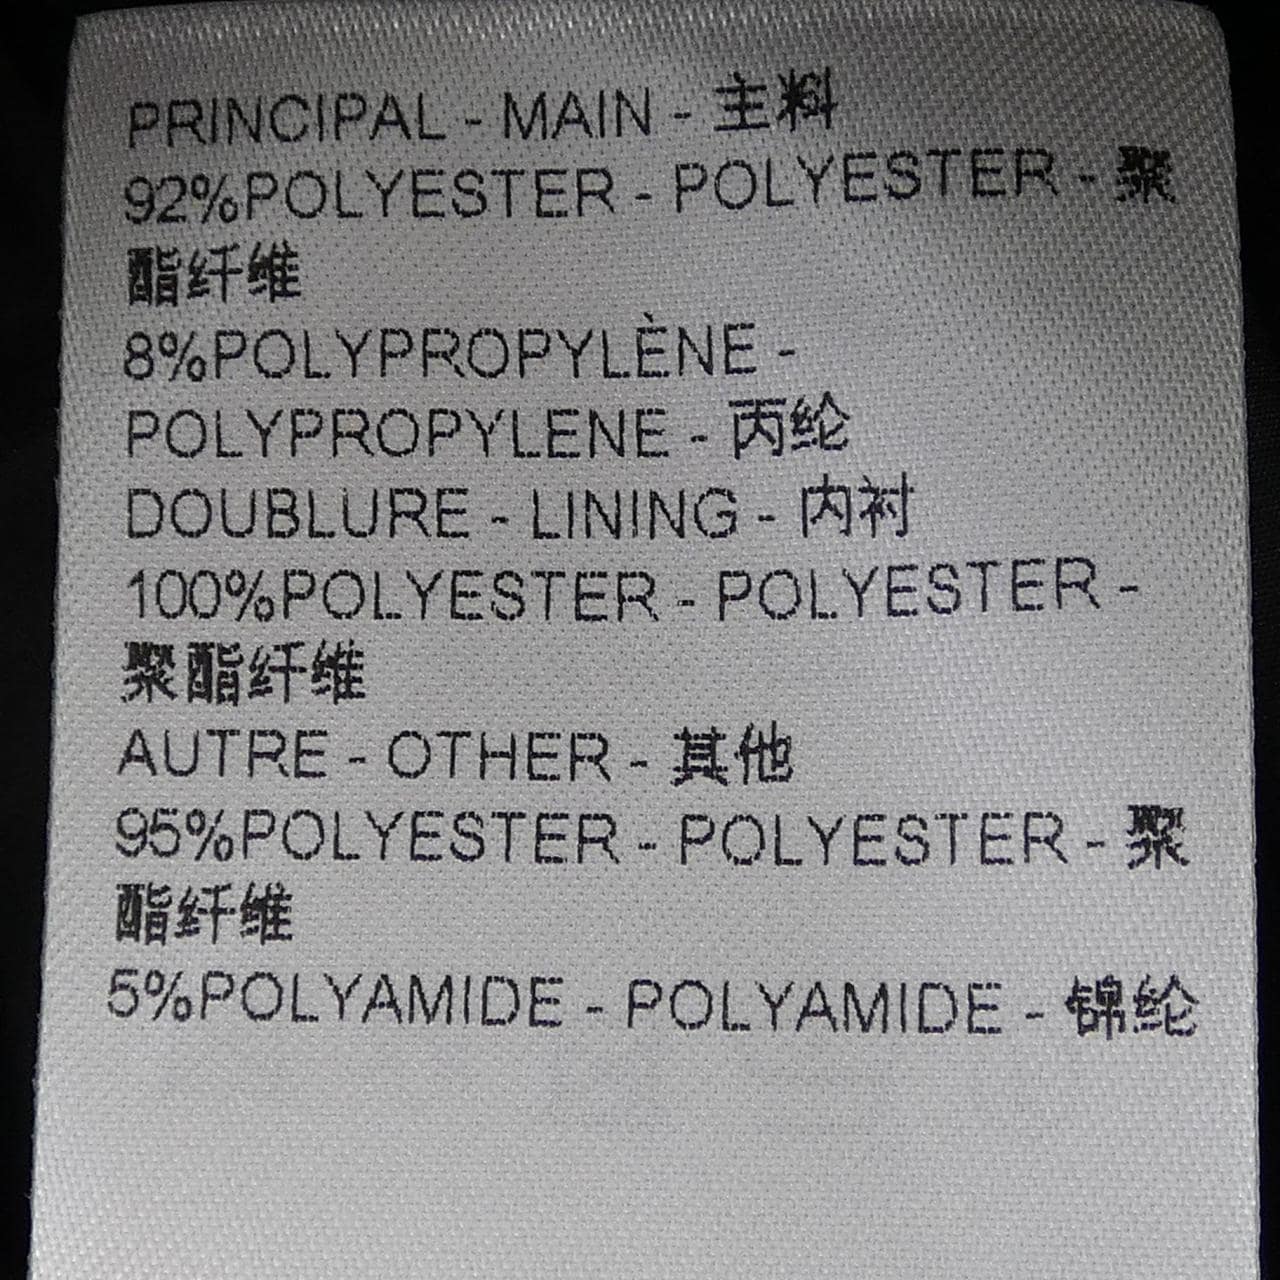 PRINCIPAL - MAIN - 主料
92%POLYESTER - POLYESTER - 聚
酯纤维
8%POLYPROPYLÈNE -
POLYPROPYLENE - 丙纶
DOUBLURE - LINING - 内衬
100%POLYESTER - POLYESTER -
聚酯纤维
AUTRE - OTHER - 其他
95%POLYESTER - POLYESTER - 聚
酯纤维
5%POLYAMIDE - POLYAMIDE - 锦纶